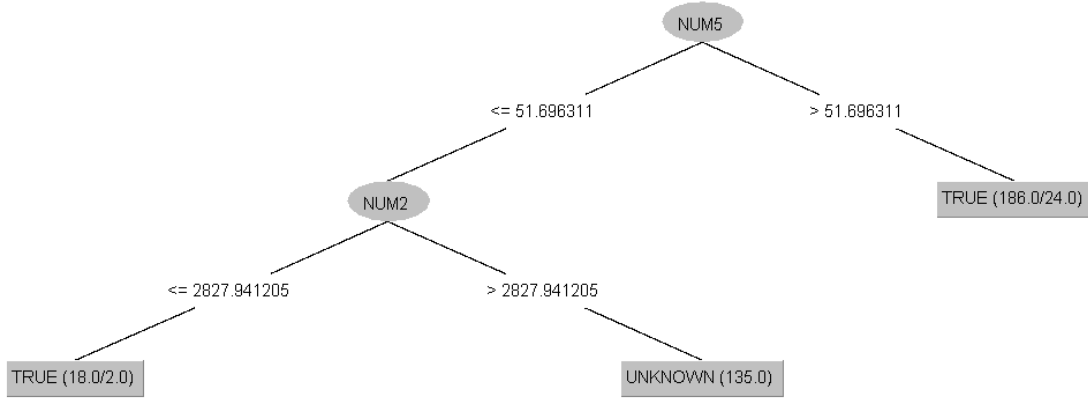 NUM5
<= 51.696311
> 51.696311
NUM2
TRUE (186.0/24.0)
<= 2827.941205
> 2827.941205
TRUE (18.0/2.0)
UNKNOWN (135.0)